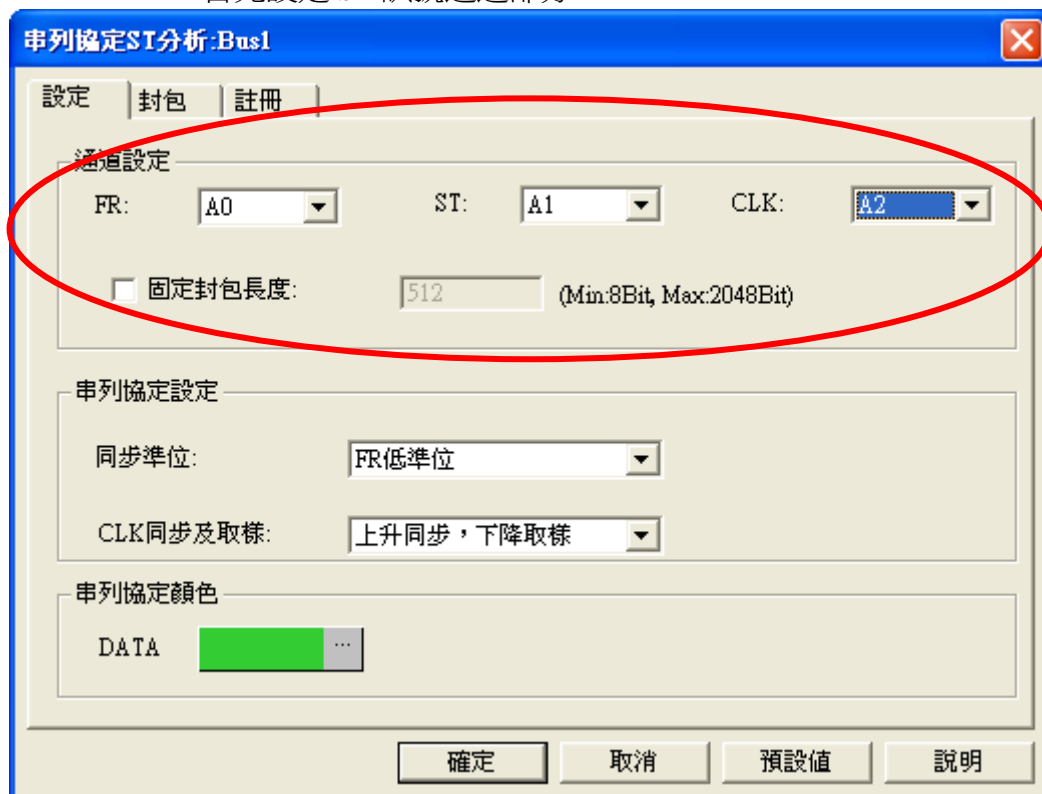 串列協定ST分析:Bus1
設定 封包 註冊
通道設定
FR: A0 ST: A1 CLK: A2
固定封包長度: 512 (Min:8Bit, Max:2048Bit)
串列協定設定
同步準位: FR低準位
CLK同步及取樣: 上升同步，下降取樣
串列協定顏色
DATA ...
確定 取消 預設值 說明